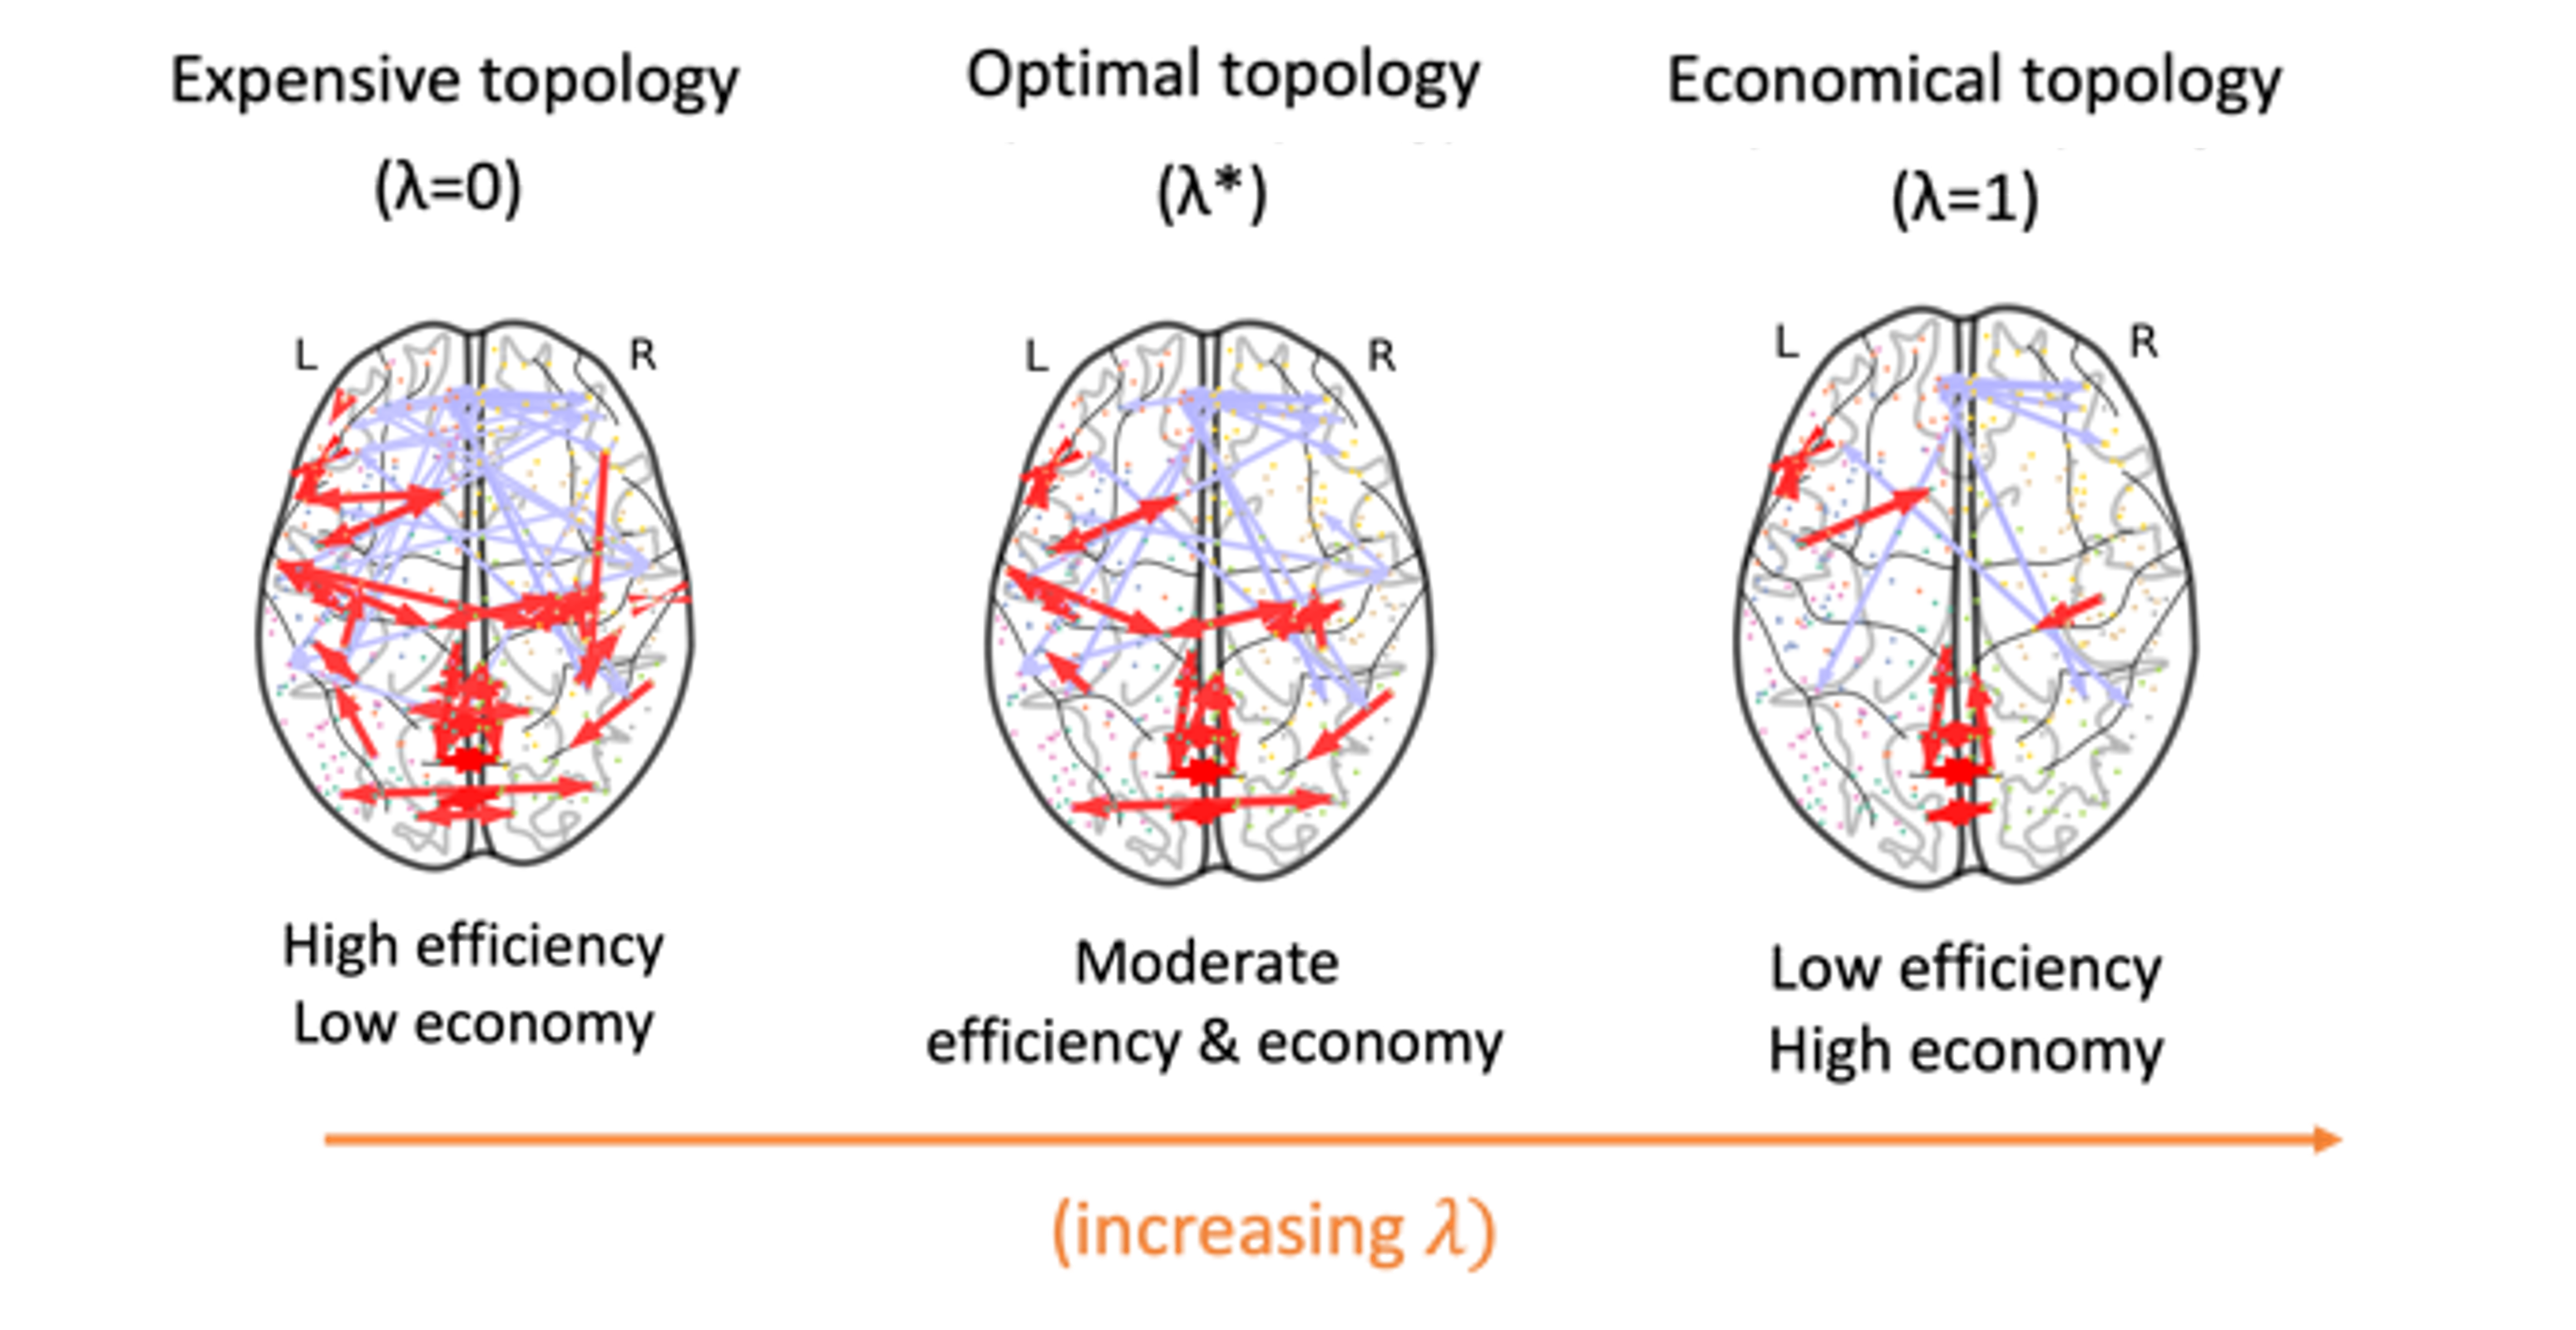 Expensive topology
(λ=0)
L
R
High efficiency
Low economy
Optimal topology
(λ*)
L
R
Moderate
efficiency & economy
Economical topology
(λ=1)
L
R
Low efficiency
High economy
(increasing λ)